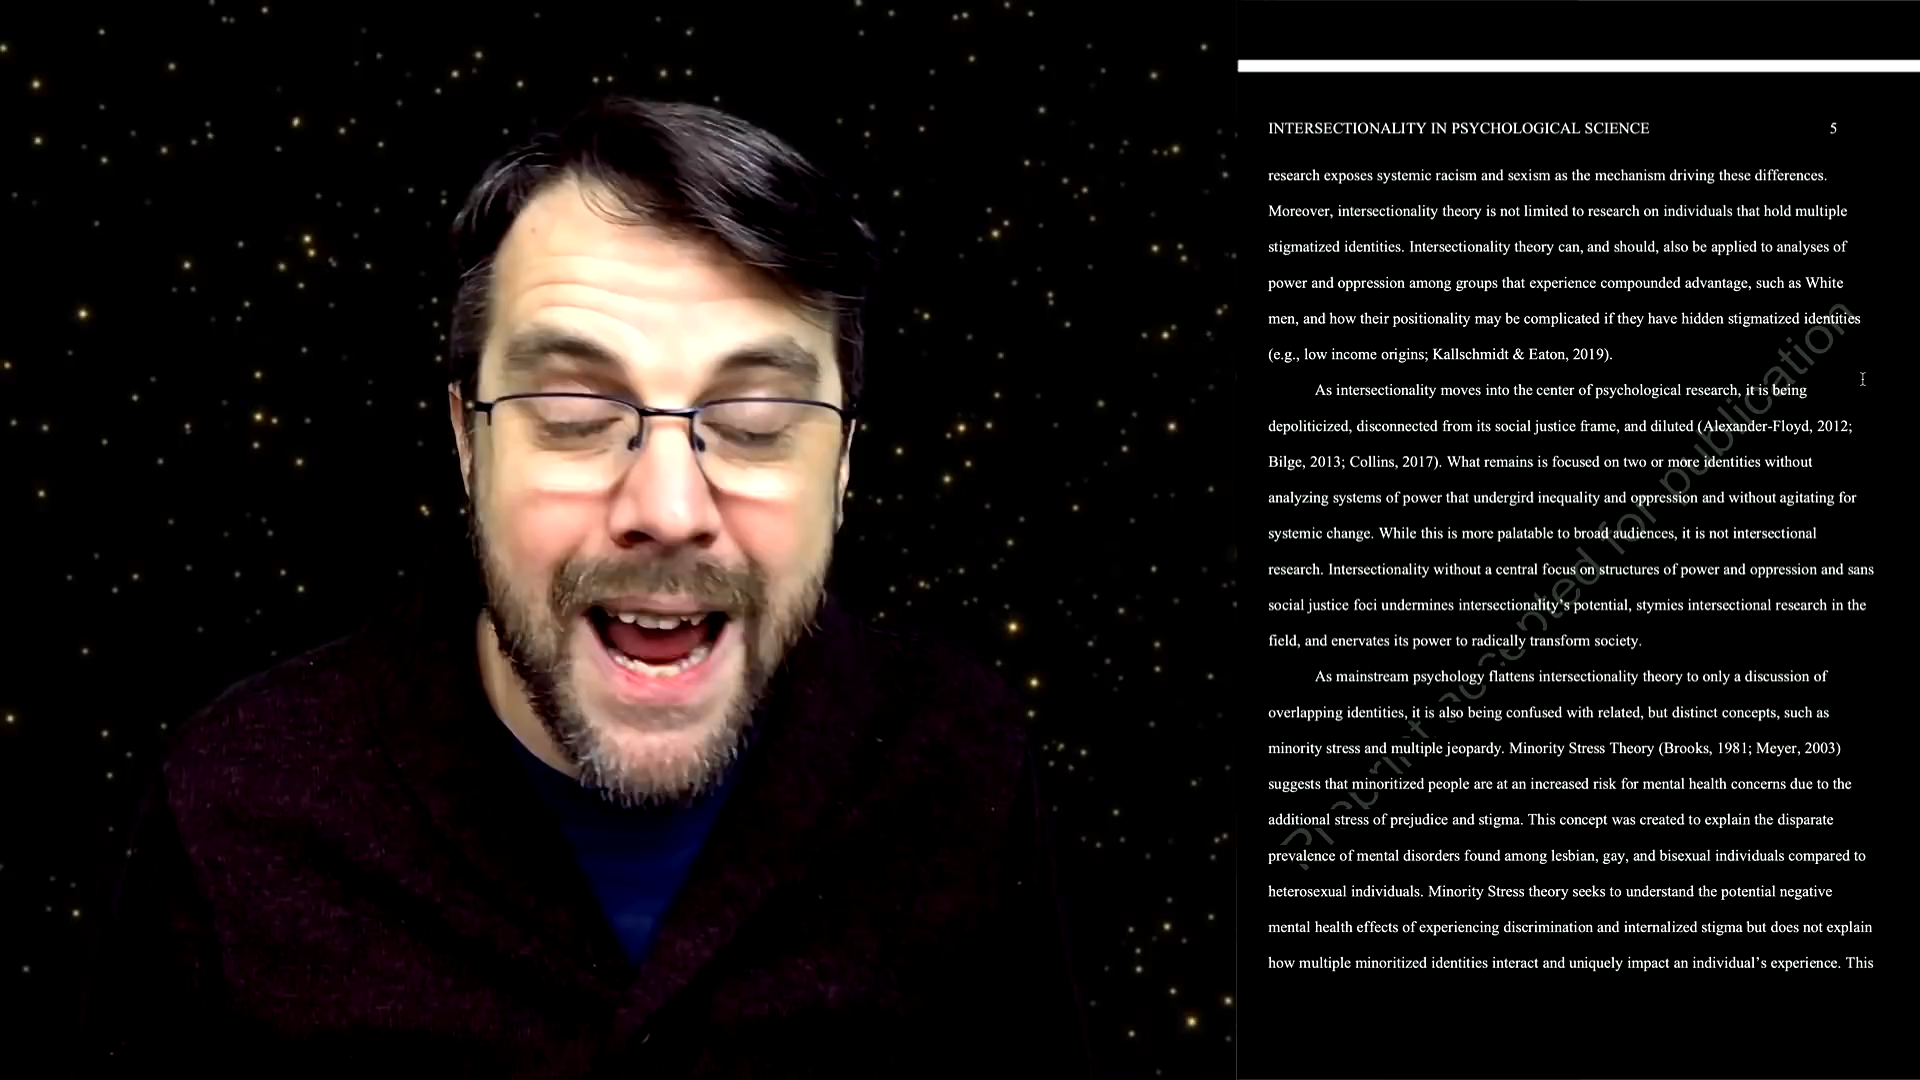 INTERSECTIONALITY IN PSYCHOLOGICAL SCIENCE 5
research exposes systemic racism and sexism as the mechanism driving these differences.
Moreover, intersectionality theory is not limited to research on individuals that hold multiple
stigmatized identities. Intersectionality theory can, and should, also be applied to analyses of
power and oppression among groups that experience compounded advantage, such as White
men, and how their positionality may be complicated if they have hidden stigmatized identities
(e.g., low income origins; Kallschmidt & Eaton, 2019).
As intersectionality moves into the center of psychological research, it is being
depoliticized, disconnected from its social justice frame, and diluted (Alexander-Floyd, 2012;
Bilge, 2013; Collins, 2017). What remains is focused on two or more identities without
analyzing systems of power that undergird inequality and oppression and without agitating for
systemic change. While this is more palatable to broad audiences, it is not intersectional
research. Intersectionality without a central focus on structures of power and oppression and sans
social justice foci undermines intersectionality's potential, stymies intersectional research in the
field, and enervates its power to radically transform society.
As mainstream psychology flattens intersectionality theory to only a discussion of
overlapping identities, it is also being confused with related, but distinct concepts, such as
minority stress and multiple jeopardy. Minority Stress Theory (Brooks, 1981; Meyer, 2003)
suggests that minoritized people are at an increased risk for mental health concerns due to the
additional stress of prejudice and stigma. This concept was created to explain the disparate
prevalence of mental disorders found among lesbian, gay, and bisexual individuals compared to
heterosexual individuals. Minority Stress theory seeks to understand the potential negative
mental health effects of experiencing discrimination and internalized stigma but does not explain
how multiple minoritized identities interact and uniquely impact an individual's experience. This
Preprint accepted for publication